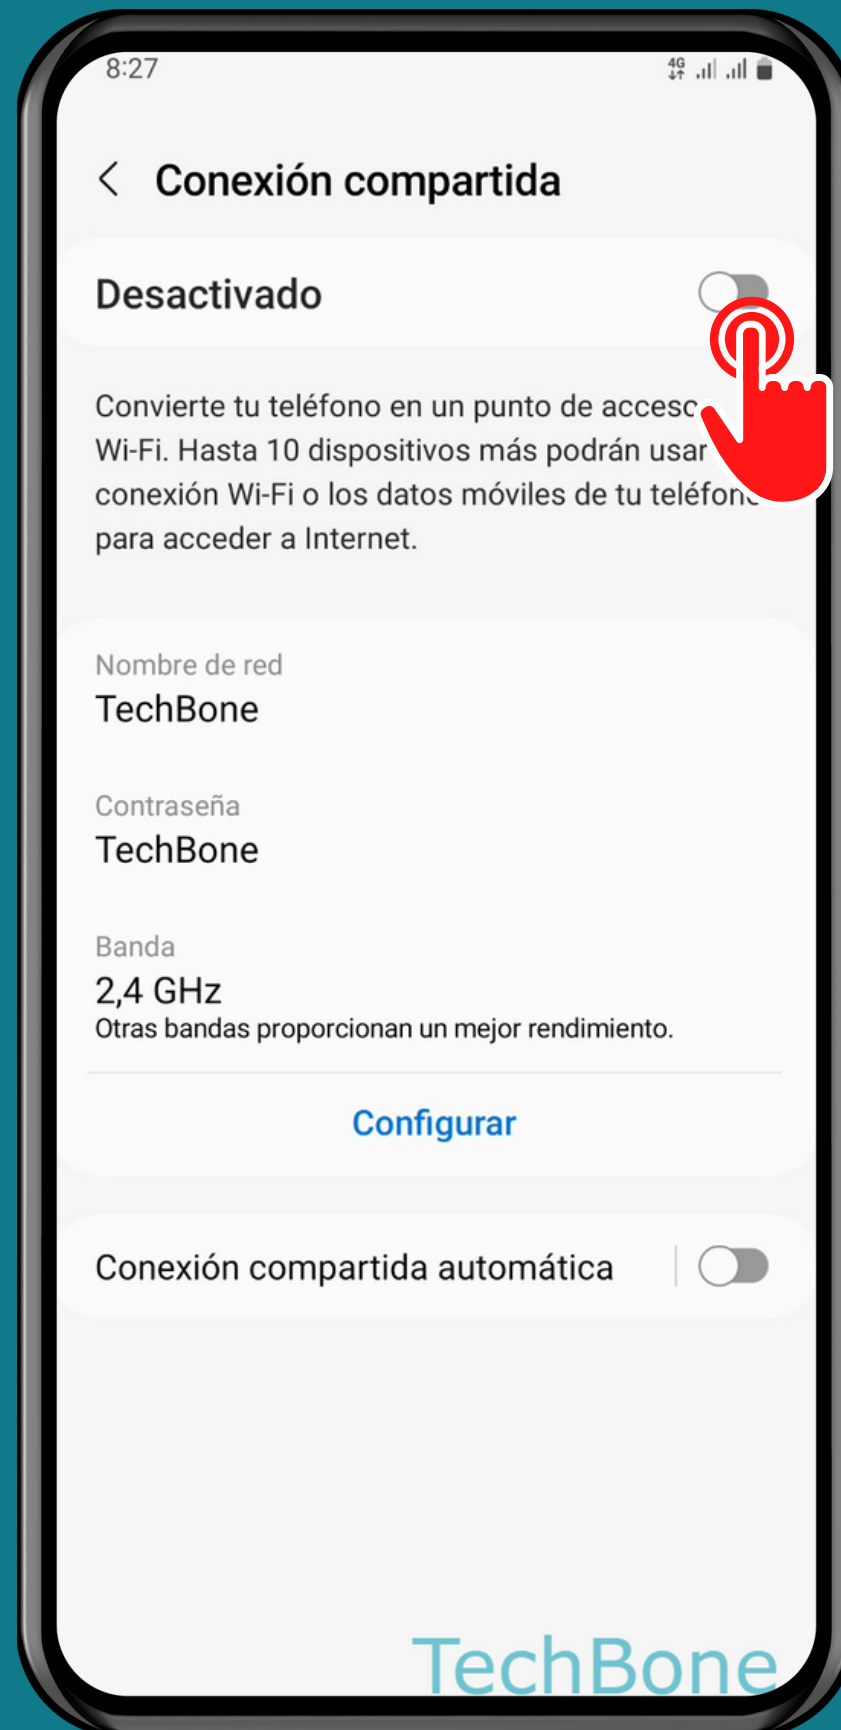 8:27
4G
Conexión compartida
Desactivado
Convierte tu teléfono en un punto de acceso
Wi-Fi. Hasta 10 dispositivos más podrán usar
conexión Wi-Fi o los datos móviles de tu teléfono
para acceder a Internet.
Nombre de red
TechBone
Contraseña
TechBone
Banda
2,4 GHz
Otras bandas proporcionan un mejor rendimiento.
Configurar
Conexión compartida automática
TechBone